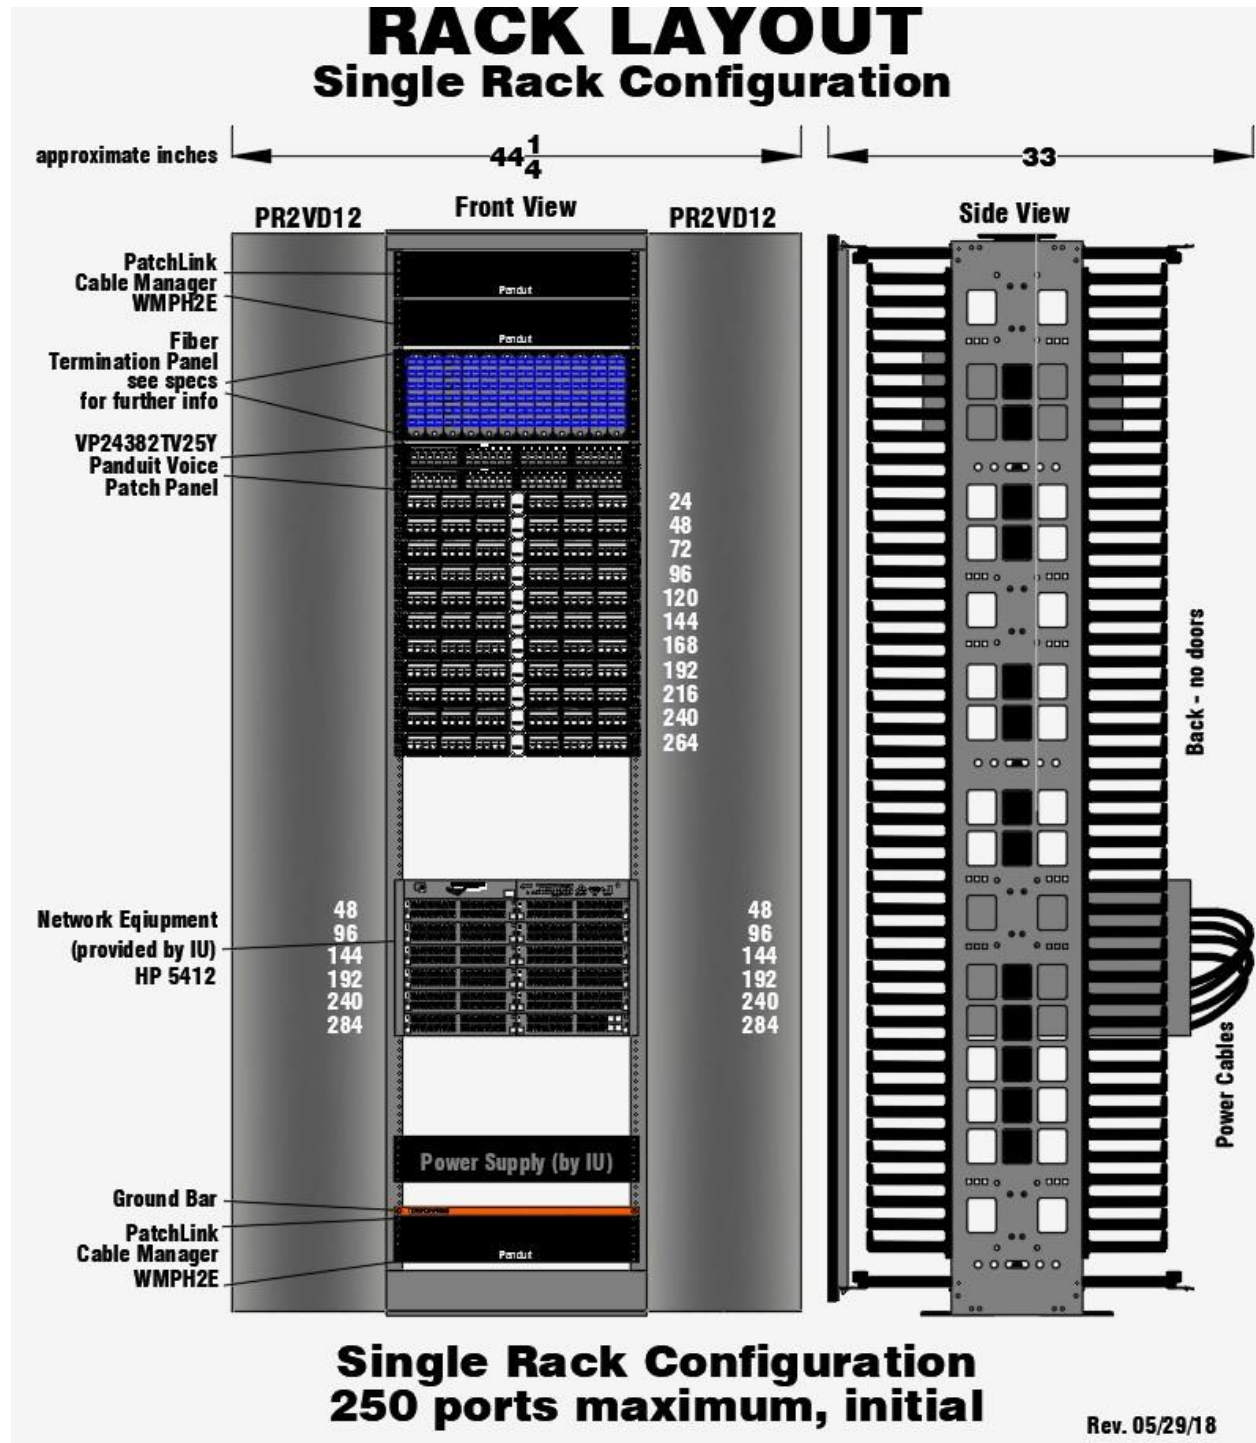 RACK LAYOUT
Single Rack Configuration
approximate inches
44 1/4
33
PR2VD12
Front View
PR2VD12
Side View
PatchLink
Cable Manager
WMPH2E
Panduit
Panduit
Fiber
Termination Panel
see specs
for further info
VP24382TV25Y
Panduit Voice
Patch Panel
24
48
72
96
120
144
168
192
216
240
264
Back - no doors
Network Eqiupment
(provided by IU)
HP 5412
48
96
144
192
240
284
48
96
144
192
240
284
Power Cables
Power Supply (by IU)
Ground Bar
PatchLink
Cable Manager
WMPH2E
Panduit
Single Rack Configuration
250 ports maximum, initial
Rev. 05/29/18